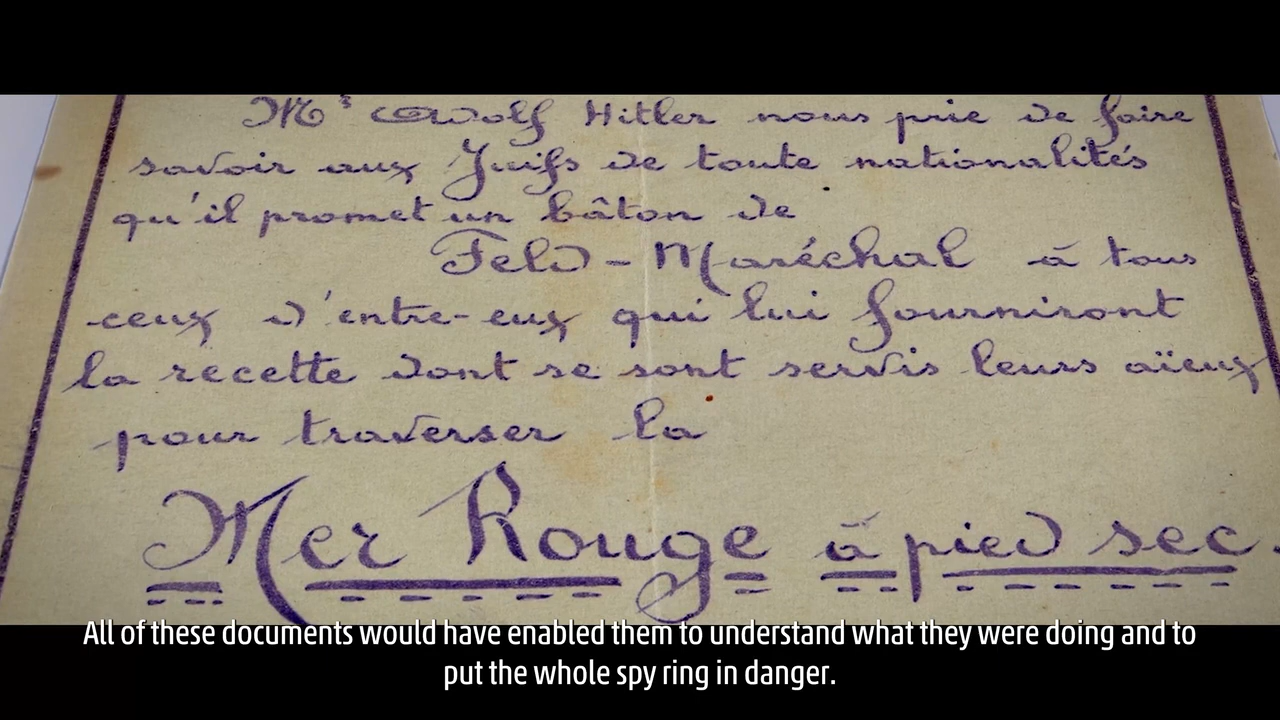 Mr Adolf Hitler nous prie de faire
savoir aux Juifs de toute nationalités
qu'il promet un bâton de
Feld-Maréchal à tous
ceux d'entre-eux qui lui fourniront
la recette dont se sont servis leurs aïeux
pour traverser la
Mer Rouge à pied sec.
All of these documents would have enabled them to understand what they were doing and to
put the whole spy ring in danger.